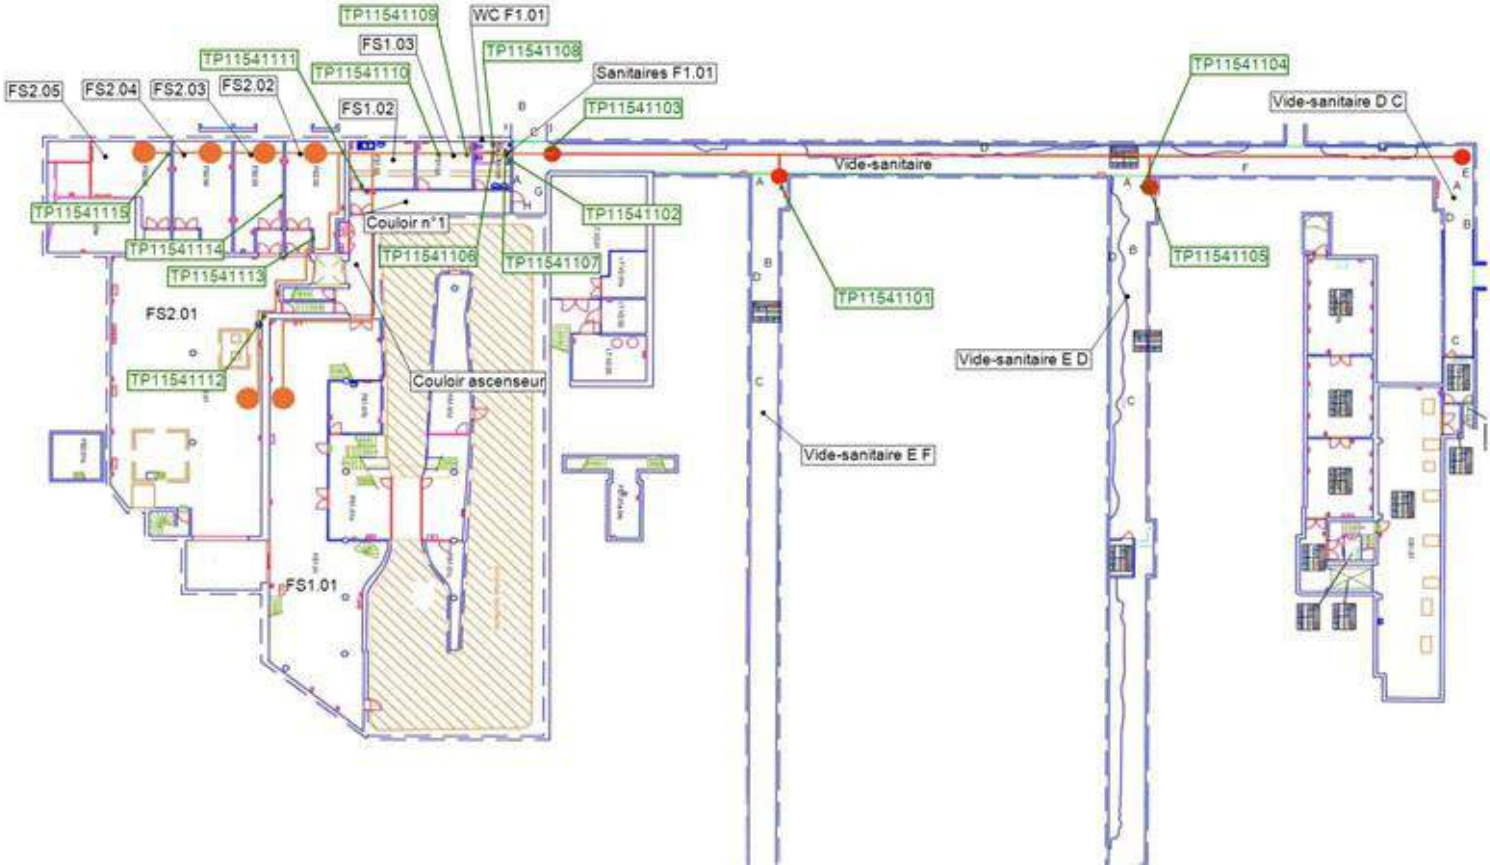 TP11541109
WC F1.01
FS1.03
TP11541108
TP11541111
TP11541110
Sanitaires F1.01
TP11541104
FS2.05
FS2.04
FS2.03
FS2.02
FS1.02
TP11541103
Vide-sanitaire D C
B
C
D
Vide-sanitaire
F
E
A
A
A
A
G
H
D
B
TP11541115
Couloir n°1
TP11541102
TP11541114
TP11541106
TP11541107
TP11541105
TP11541113
B
D
B
D
TP11541101
FS2.01
C
Vide-sanitaire E D
TP11541112
Couloir ascenseur
C
C
Vide-sanitaire E F
FS1.01